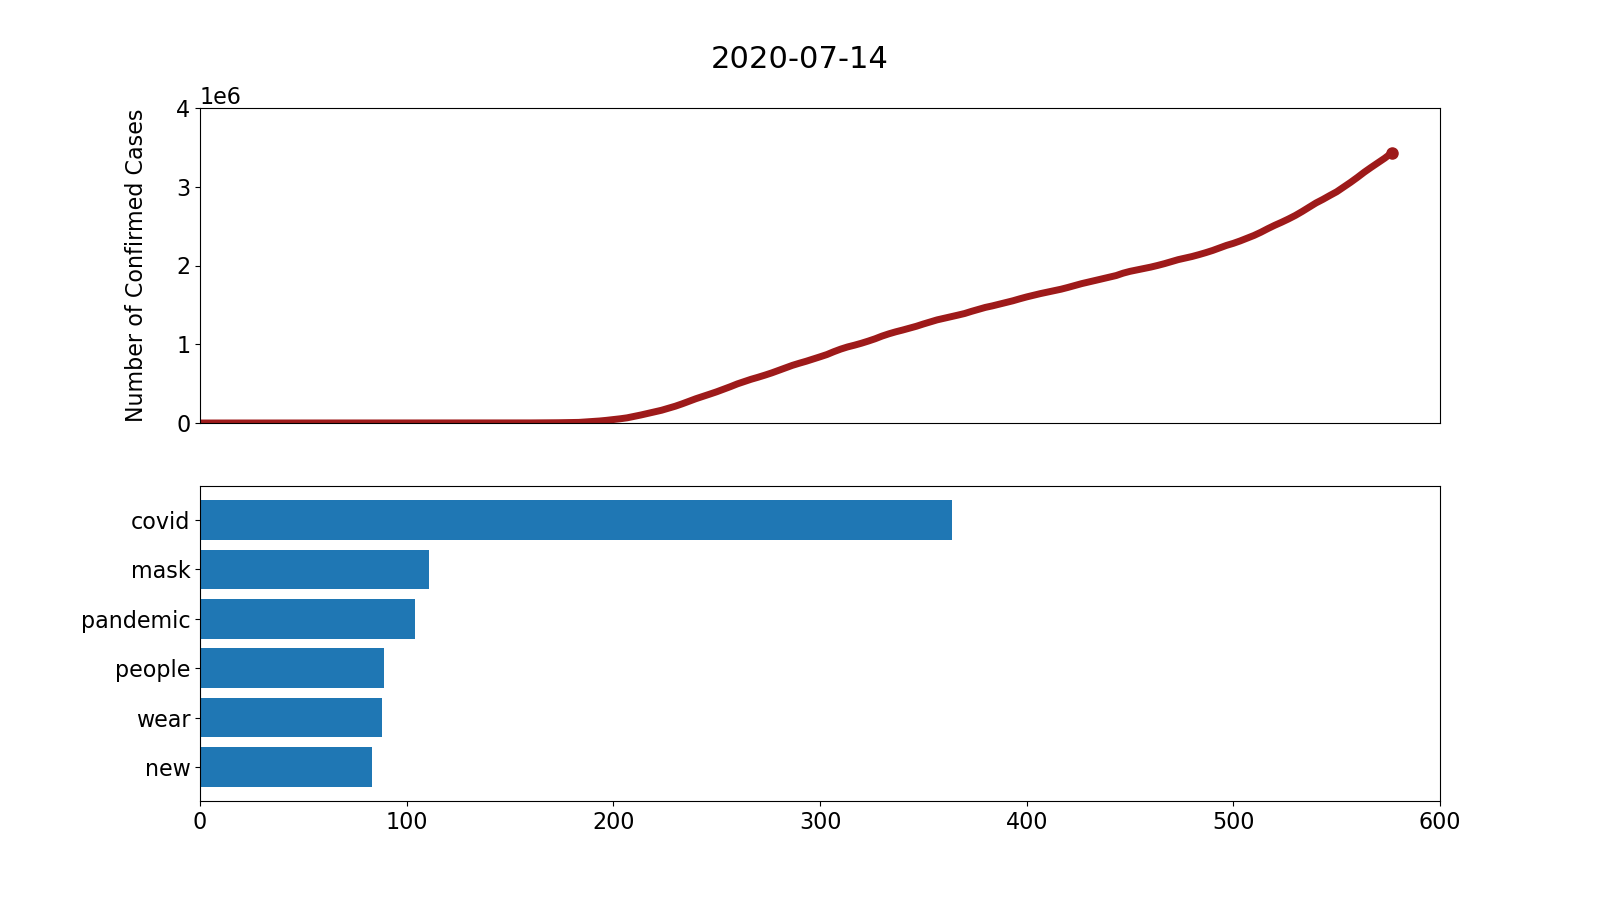 2020-07-14
1e6
4
3
2
1
0
Number of Confirmed Cases
covid
mask
pandemic
people
wear
new
0 100 200 300 400 500 600